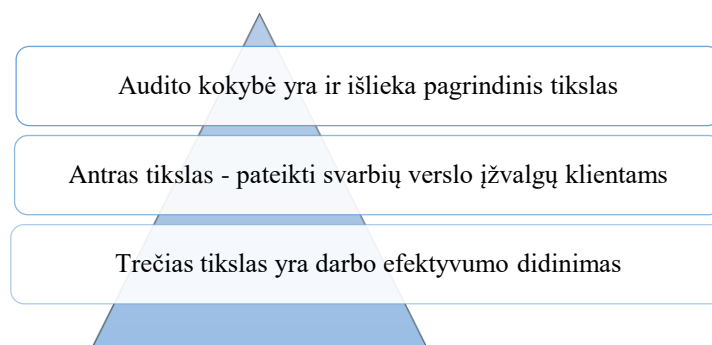 Audito kokybė yra ir išlieka pagrindinis tikslas
Antras tikslas - pateikti svarbių verslo įžvalgų klientams
Trečias tikslas yra darbo efektyvumo didinimas